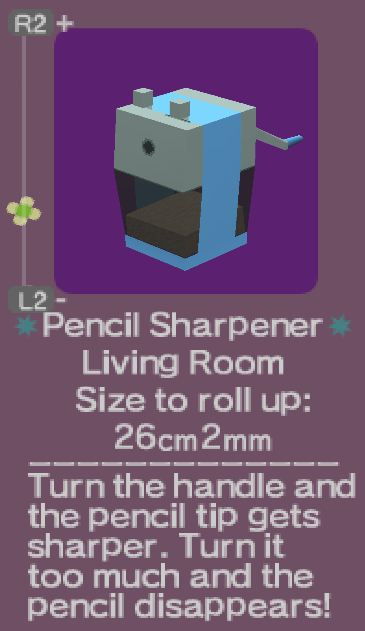 R2 +
L2 -
Pencil Sharpener
Living Room
Size to roll up:
26cm2mm
Turn the handle and
the pencil tip gets
sharper. Turn it
too much and the
pencil disappears!